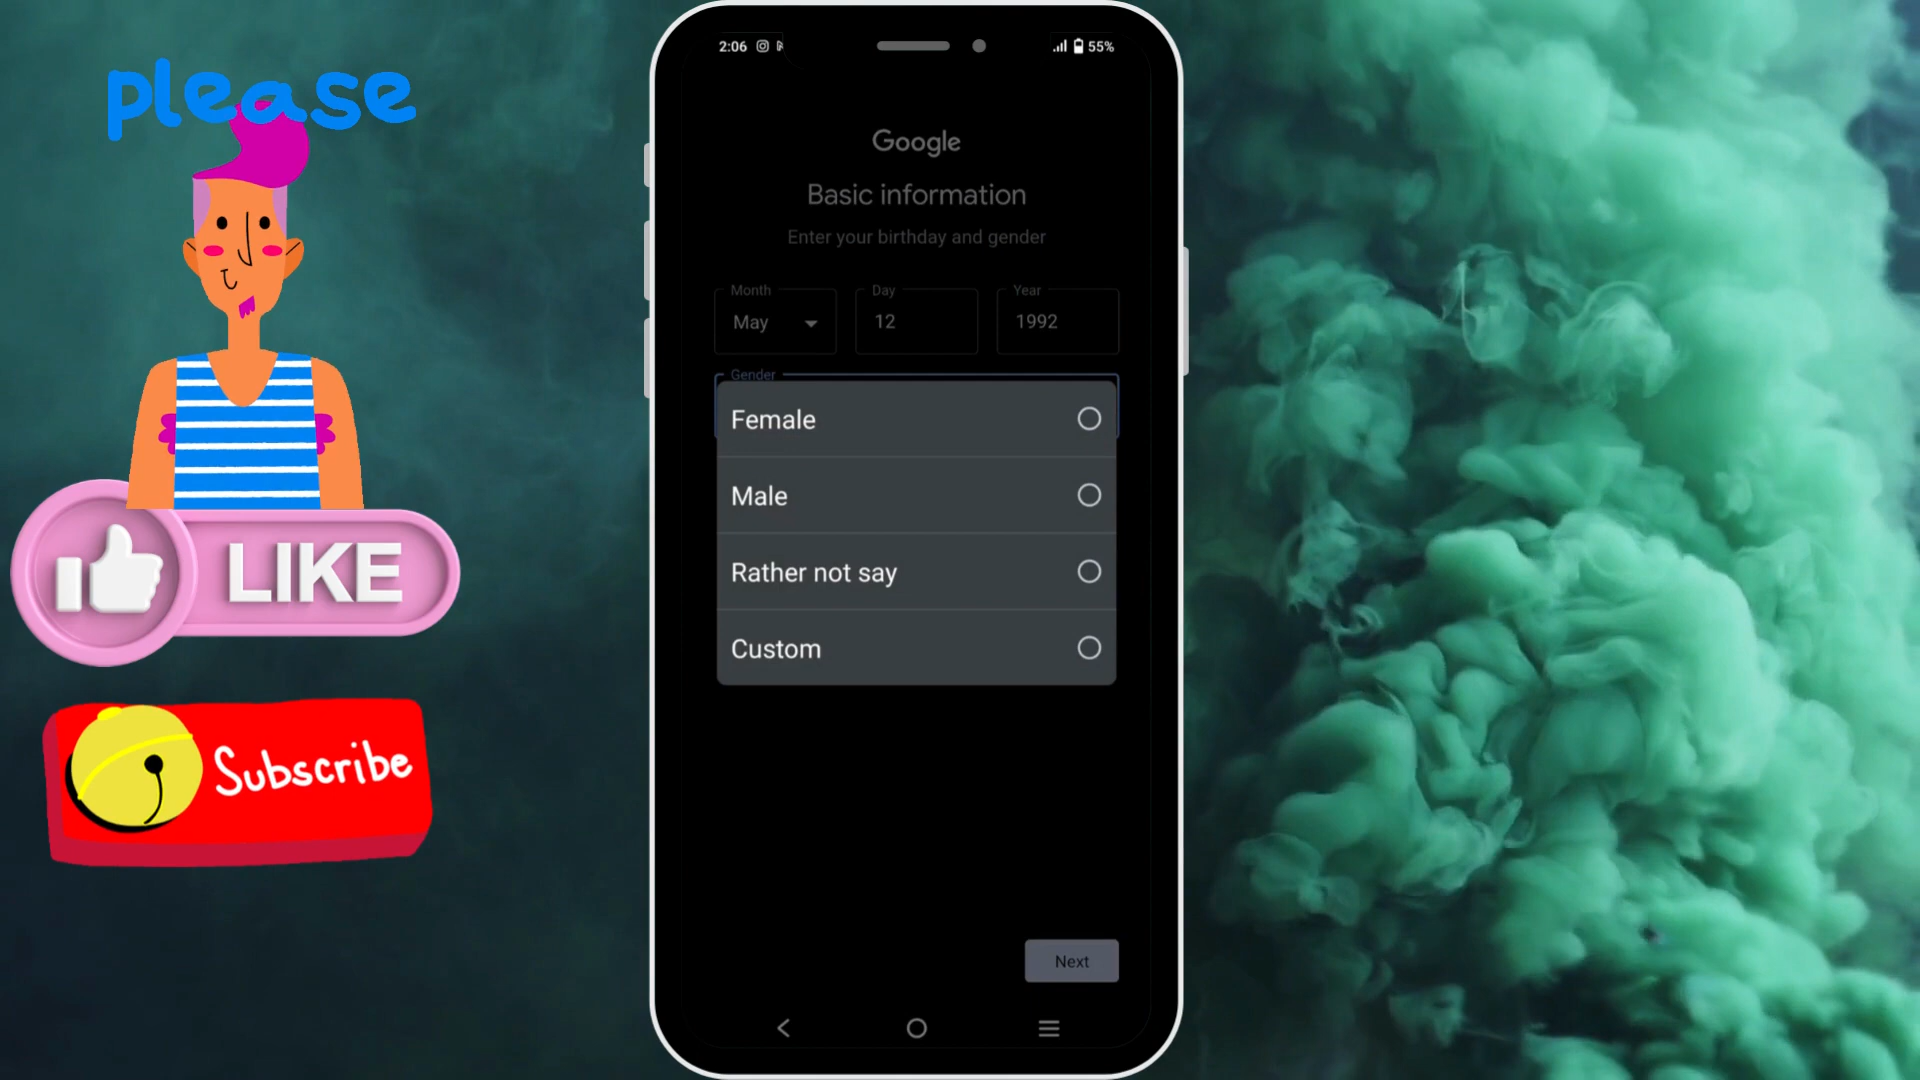 please
LIKE
Subscribe
2:06
55%
Google
Basic information
Enter your birthday and gender
Month
Day
Year
May
12
1992
Gender
Female
Male
Rather not say
Custom
Next